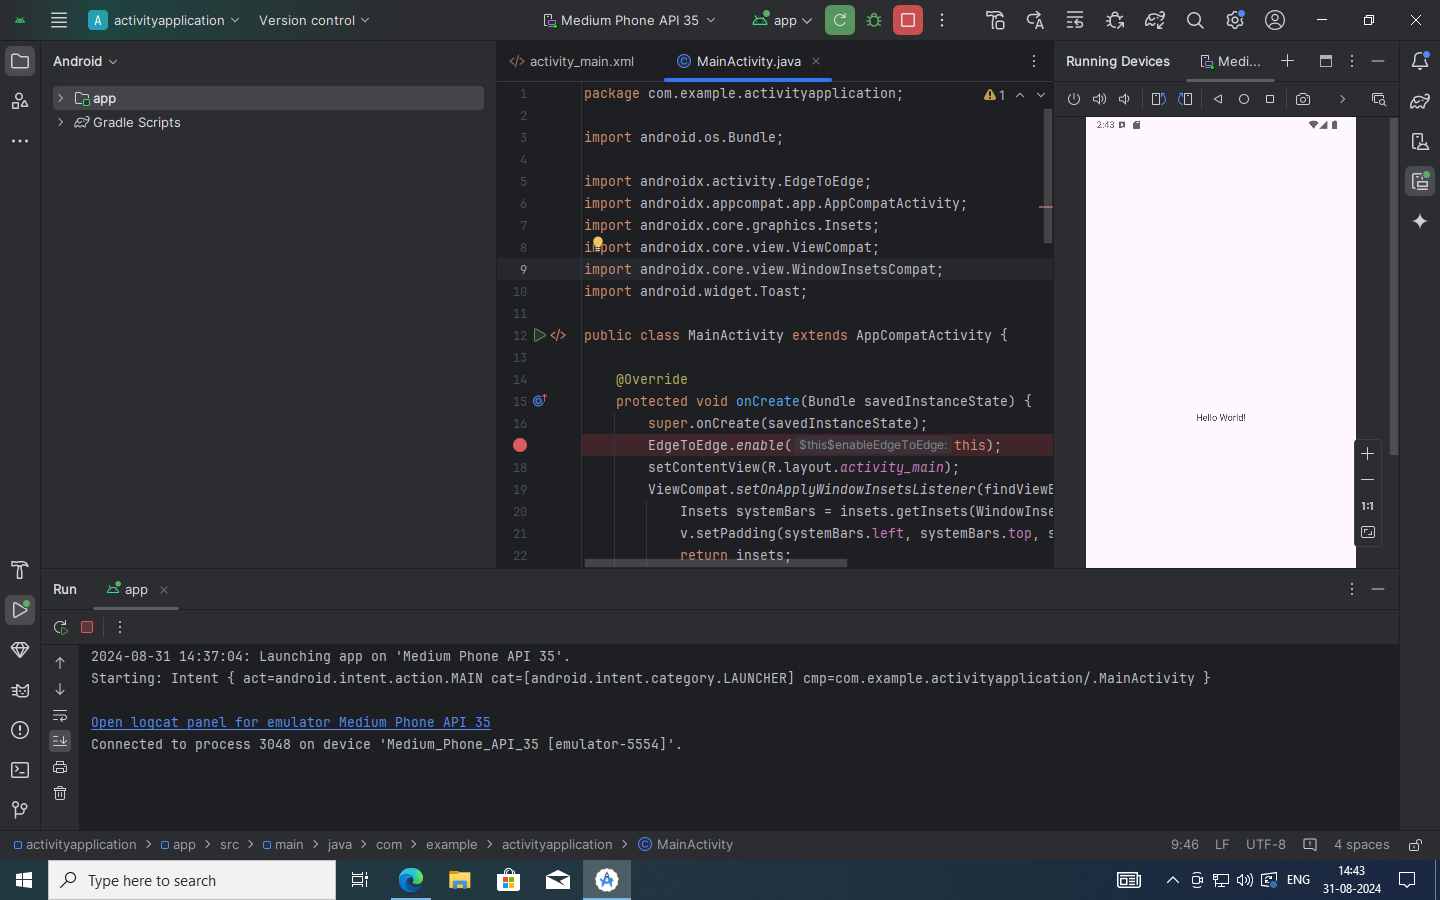 A activityapplication Version control Medium Phone API 35 app
Android
app
Gradle Scripts
activity_main.xml MainActivity.java
1 package com.example.activityapplication; 1
2
3 import android.os.Bundle;
4
5 import androidx.activity.EdgeToEdge;
6 import androidx.appcompat.app.AppCompatActivity;
7 import androidx.core.graphics.Insets;
8 import androidx.core.view.ViewCompat;
9 import androidx.core.view.WindowInsetsCompat;
10 import android.widget.Toast;
11
12 public class MainActivity extends AppCompatActivity {
13
14 @Override
15 protected void onCreate(Bundle savedInstanceState) {
16 super.onCreate(savedInstanceState);
EdgeToEdge.enable( $this$enableEdgeToEdge: this);
18 setContentView(R.layout.activity_main);
19 ViewCompat.setOnApplyWindowInsetsListener(findViewB
20 Insets systemBars = insets.getInsets(WindowInse
21 v.setPadding(systemBars.left, systemBars.top, s
22 return insets;
Running Devices Medi...
2:43
Hello World!
1:1
Run app
2024-08-31 14:37:04: Launching app on 'Medium Phone API 35'.
Starting: Intent { act=android.intent.action.MAIN cat=[android.intent.category.LAUNCHER] cmp=com.example.activityapplication/.MainActivity }
Open logcat panel for emulator Medium Phone API 35
Connected to process 3048 on device 'Medium_Phone_API_35 [emulator-5554]'.
activityapplication > app > src > main > java > com > example > activityapplication > MainActivity 9:46 LF UTF-8 4 spaces
Type here to search
ENG
14:43
31-08-2024